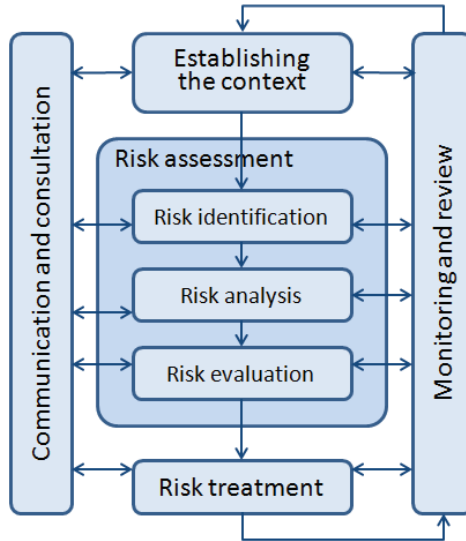 Establishing
the context
Communication and consultation
Monitoring and review
Risk assessment
Risk identification
Risk analysis
Risk evaluation
Risk treatment